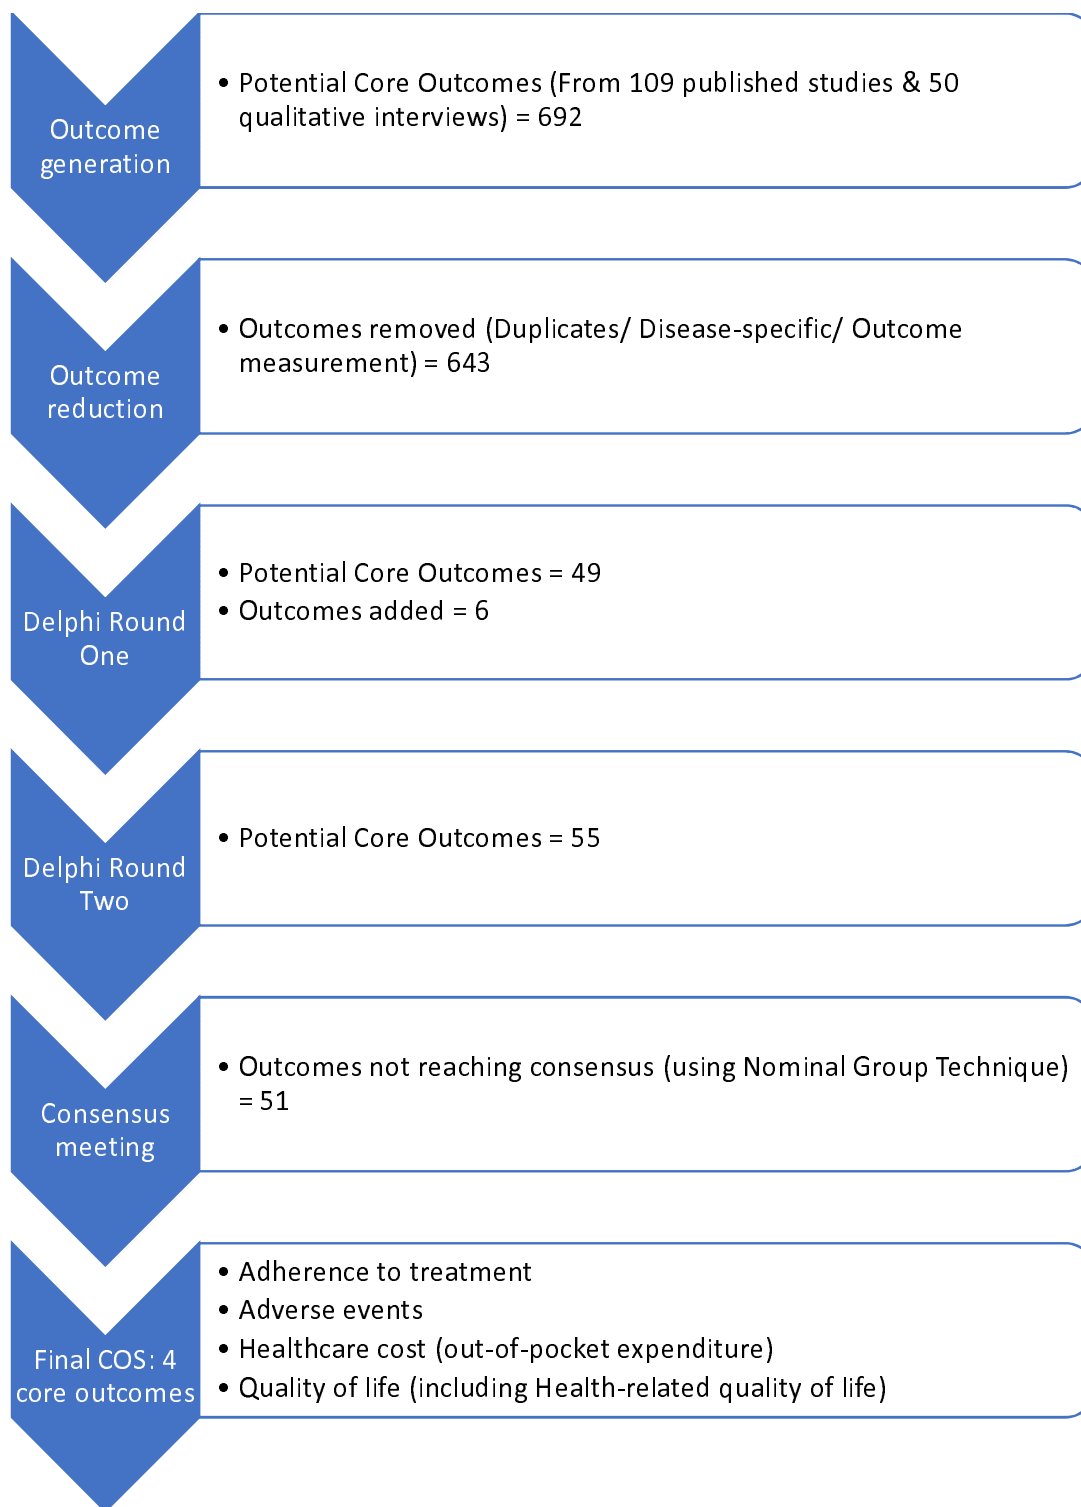 Outcome
generation
• Potential Core Outcomes (From 109 published studies & 50
qualitative interviews) = 692
Outcome
reduction
• Outcomes removed (Duplicates/ Disease-specific/ Outcome
measurement) = 643
Delphi Round
One
• Potential Core Outcomes = 49
• Outcomes added = 6
Delphi Round
Two
• Potential Core Outcomes = 55
Consensus
meeting
• Outcomes not reaching consensus (using Nominal Group Technique)
= 51
Final COS: 4
core outcomes
• Adherence to treatment
• Adverse events
• Healthcare cost (out-of-pocket expenditure)
• Quality of life (including Health-related quality of life)